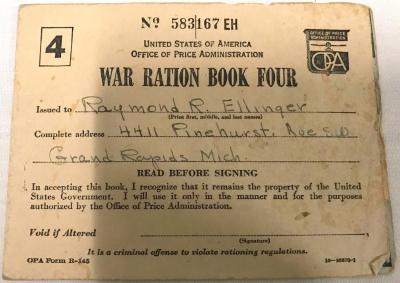 Nº 583167 EH
4
UNITED STATES OF AMERICA
OFFICE OF PRICE ADMINISTRATION
OFFICE OF PRICE ADMINISTRATION
OPA
WAR RATION BOOK FOUR
Issued to Raymond R. Ellinger
(Print first, middle, and last names)
Complete address 4411 Pinehurst, Ave SW
Grand Rapids Mich.
READ BEFORE SIGNING
In accepting this book, I recognize that it remains the property of the United
States Government. I will use it only in the manner and for the purposes
authorized by the Office of Price Administration.
Void if Altered
(Signature)
It is a criminal offense to violate rationing regulations.
OPA Form R-145